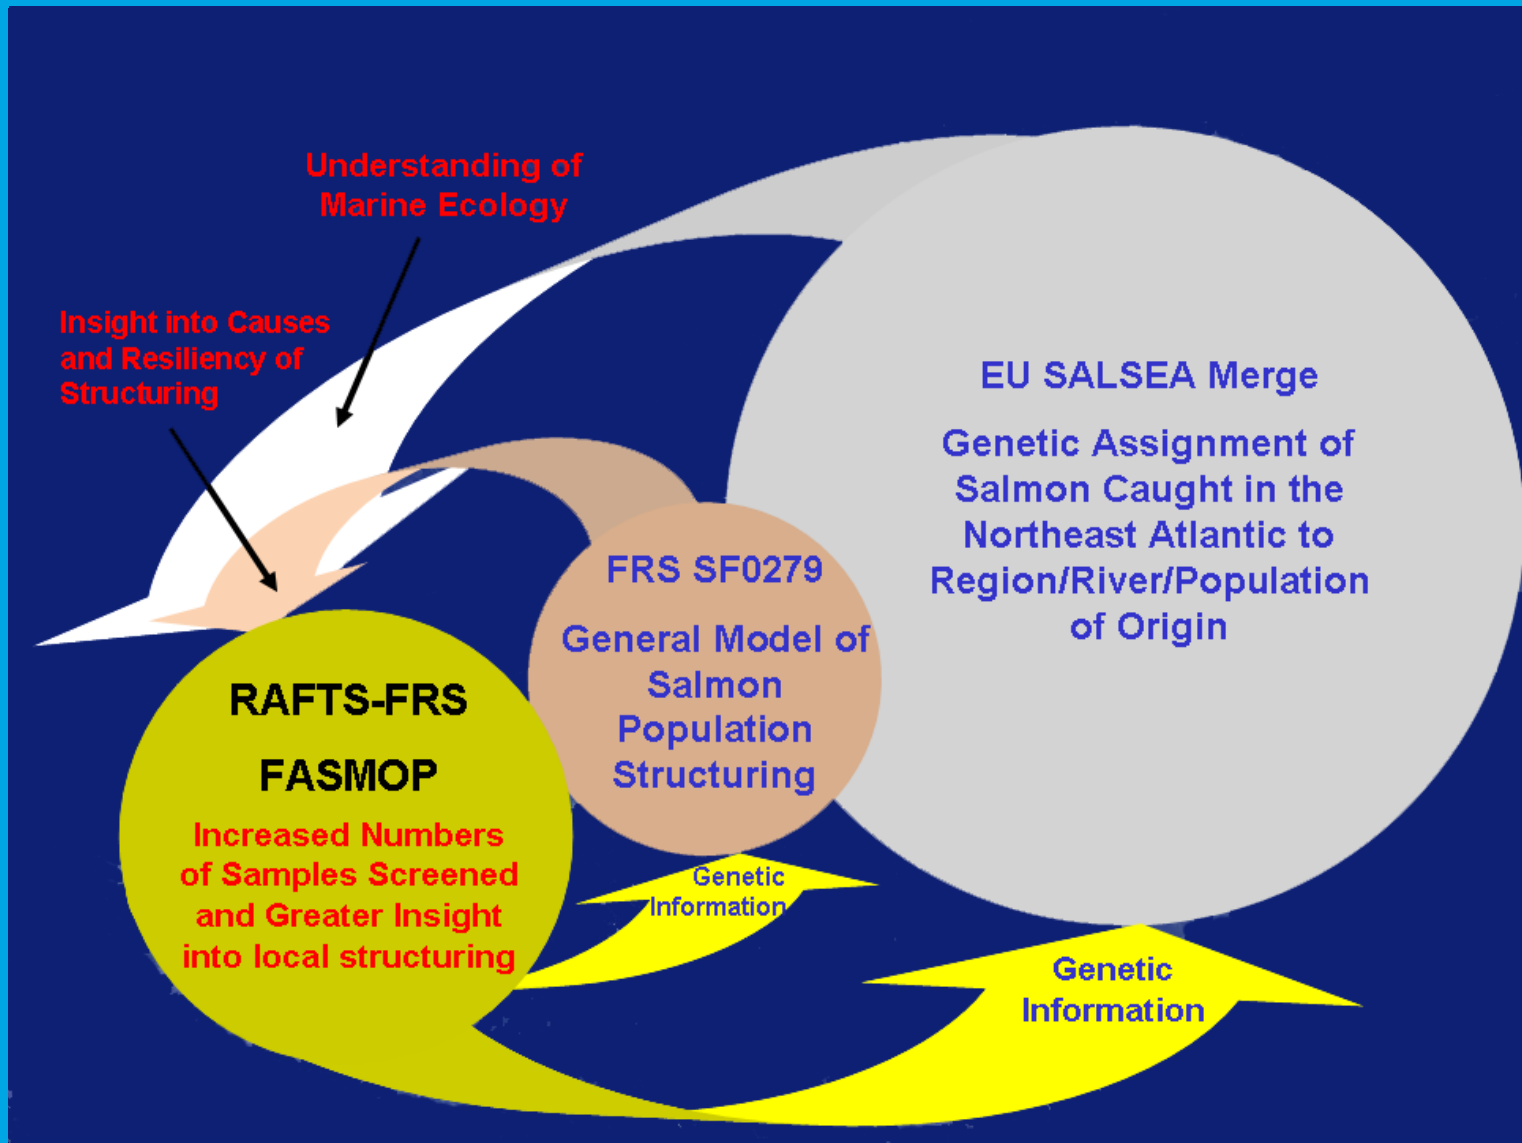 Understanding of
Marine Ecology
Insight into Causes
and Resiliency of
Structuring
EU SALSEA Merge
Genetic Assignment of
Salmon Caught in the
Northeast Atlantic to
Region/River/Population
of Origin
FRS SF0279
General Model of
Salmon
Population
Structuring
RAFTS-FRS
FASMOP
Increased Numbers
of Samples Screened
and Greater Insight
into local structuring
Genetic
Information
Genetic
Information